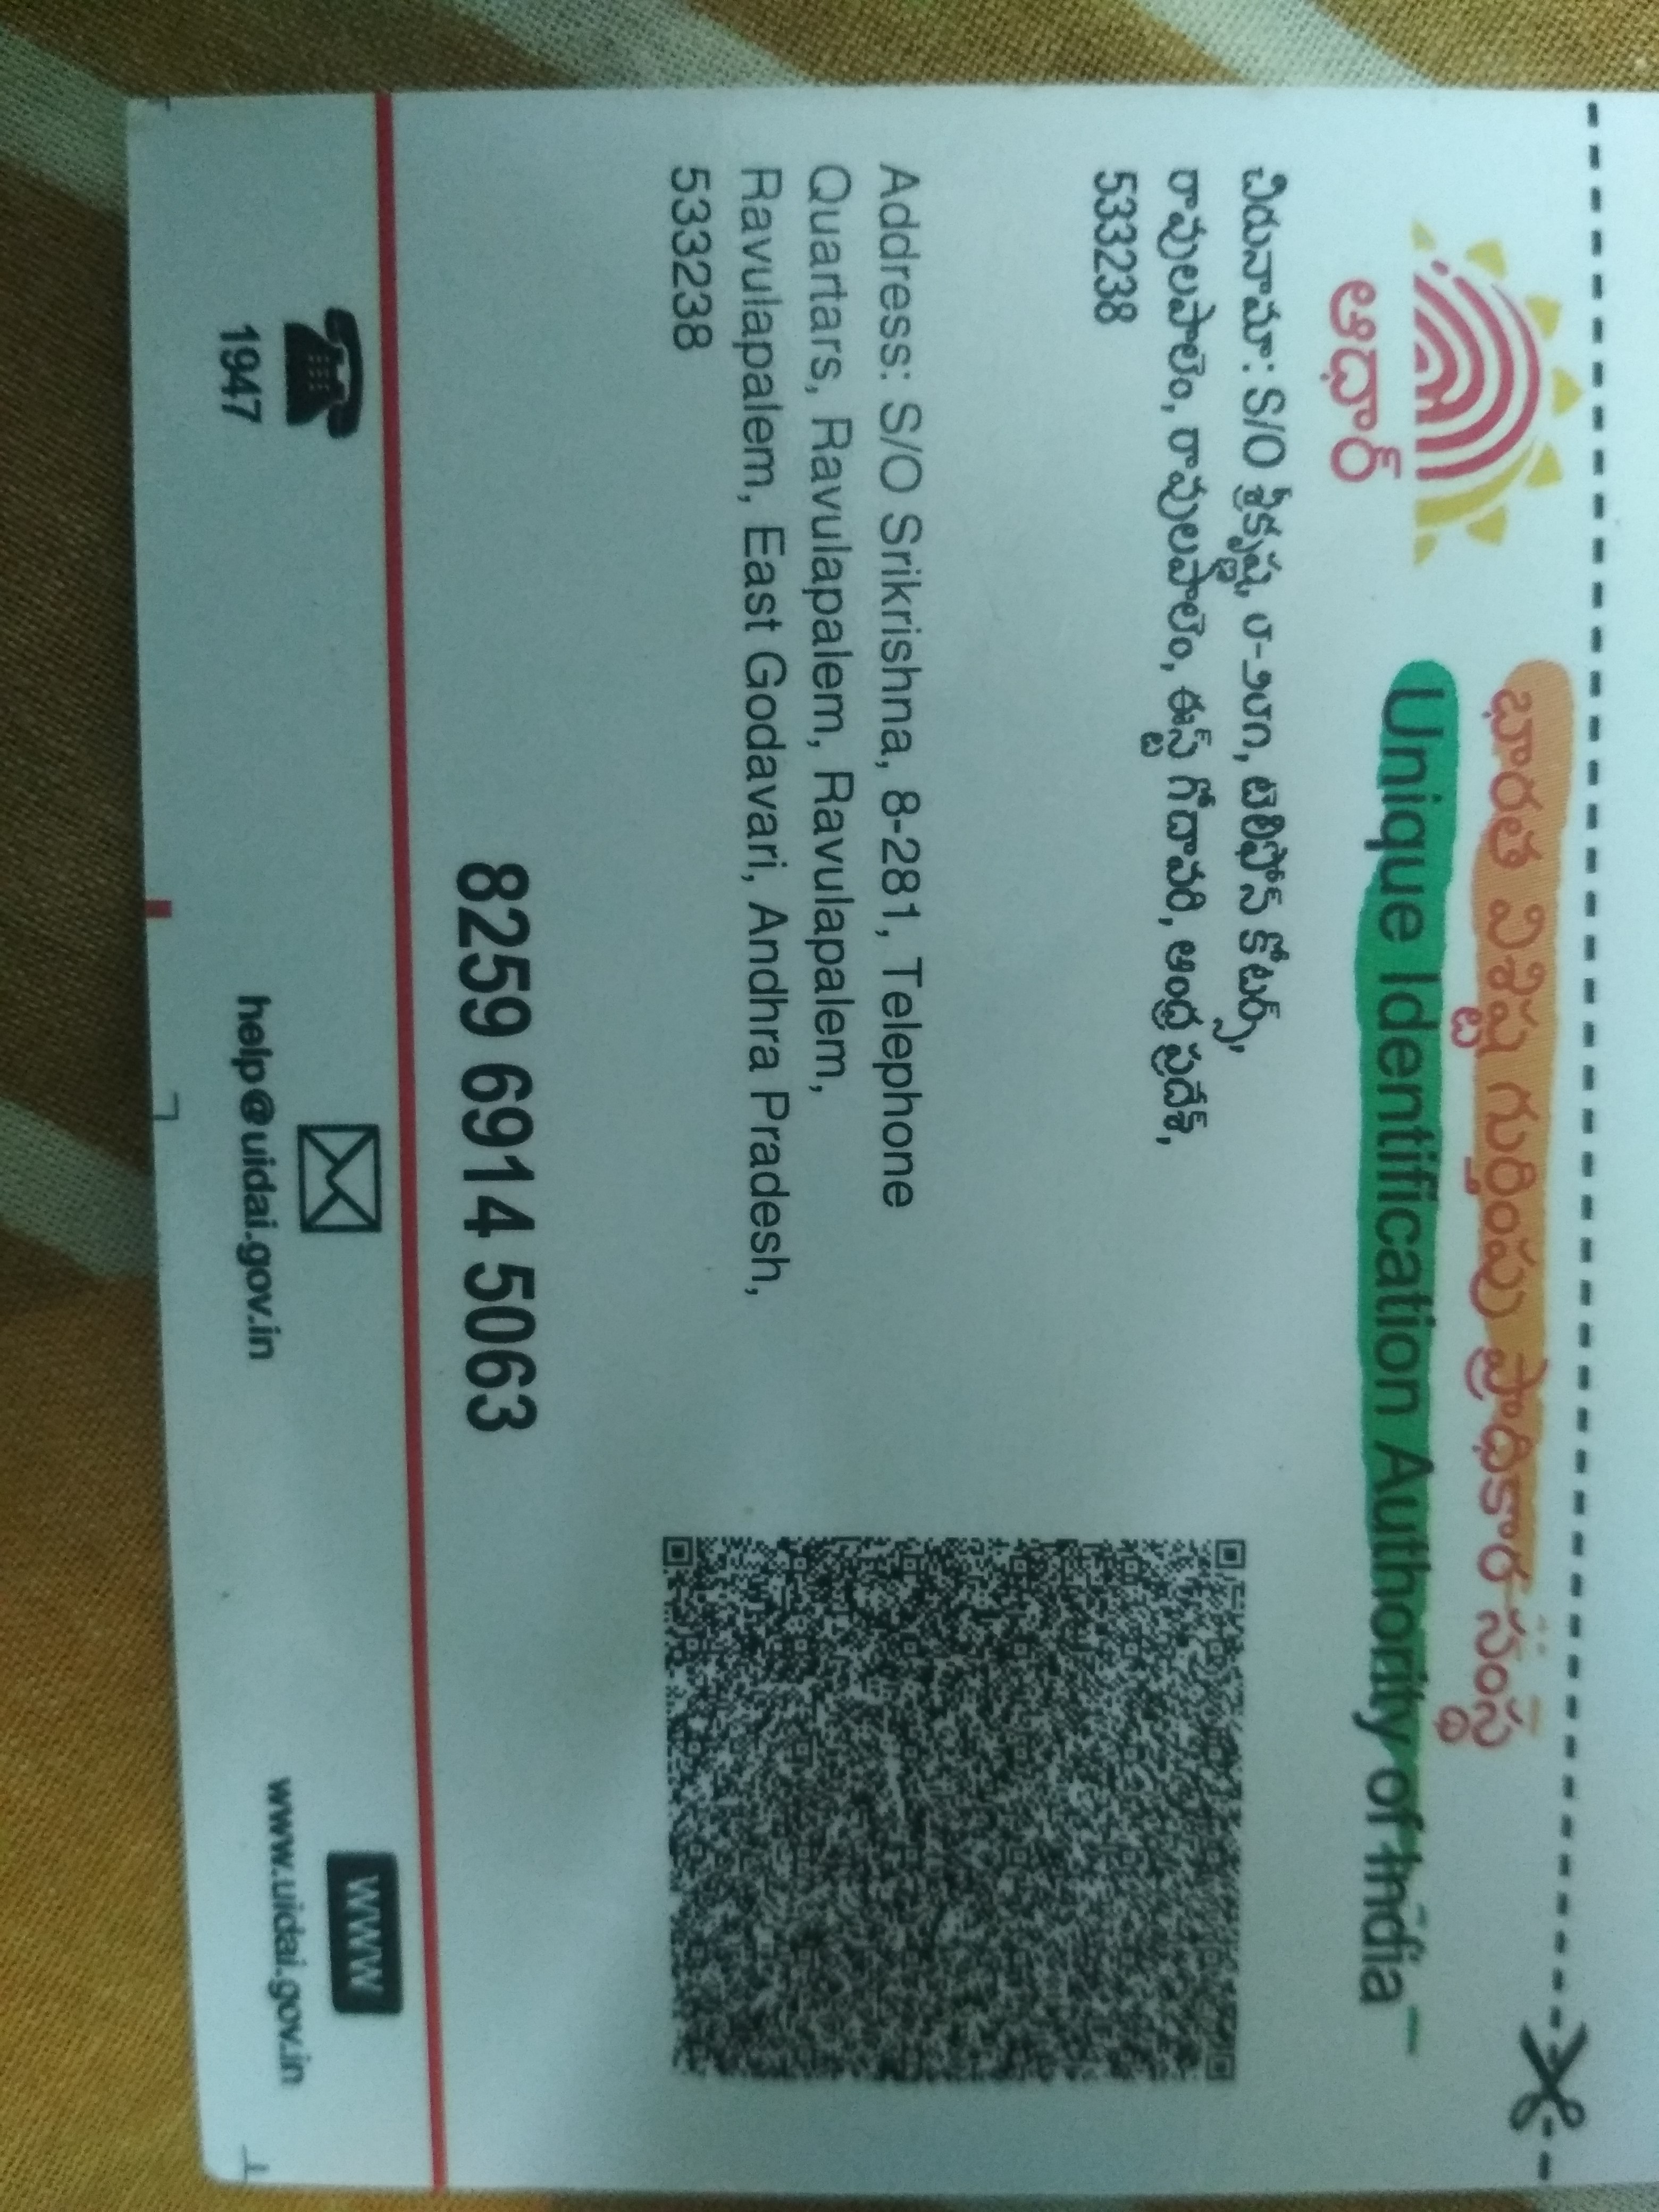 భారత విశిష్ట గుర్తింపు ప్రాధికార సంస్థ
Unique Identification Authority of India
ఆధార్
చిరునామా: S/O శ్రీకృష్ణ, ౮-౨౮౧, టెలిఫోన్ కోటర్స్,
రావులపాలెం, రావులపాలెం, ఈస్ట్ గోదావరి, ఆంధ్ర ప్రదేశ్,
533238
Address: S/O Srikrishna, 8-281, Telephone
Quartars, Ravulapalem, Ravulapalem,
Ravulapalem, East Godavari, Andhra Pradesh,
533238
8259 6914 5063
1947
help@uidai.gov.in
WWW
www.uidai.gov.in